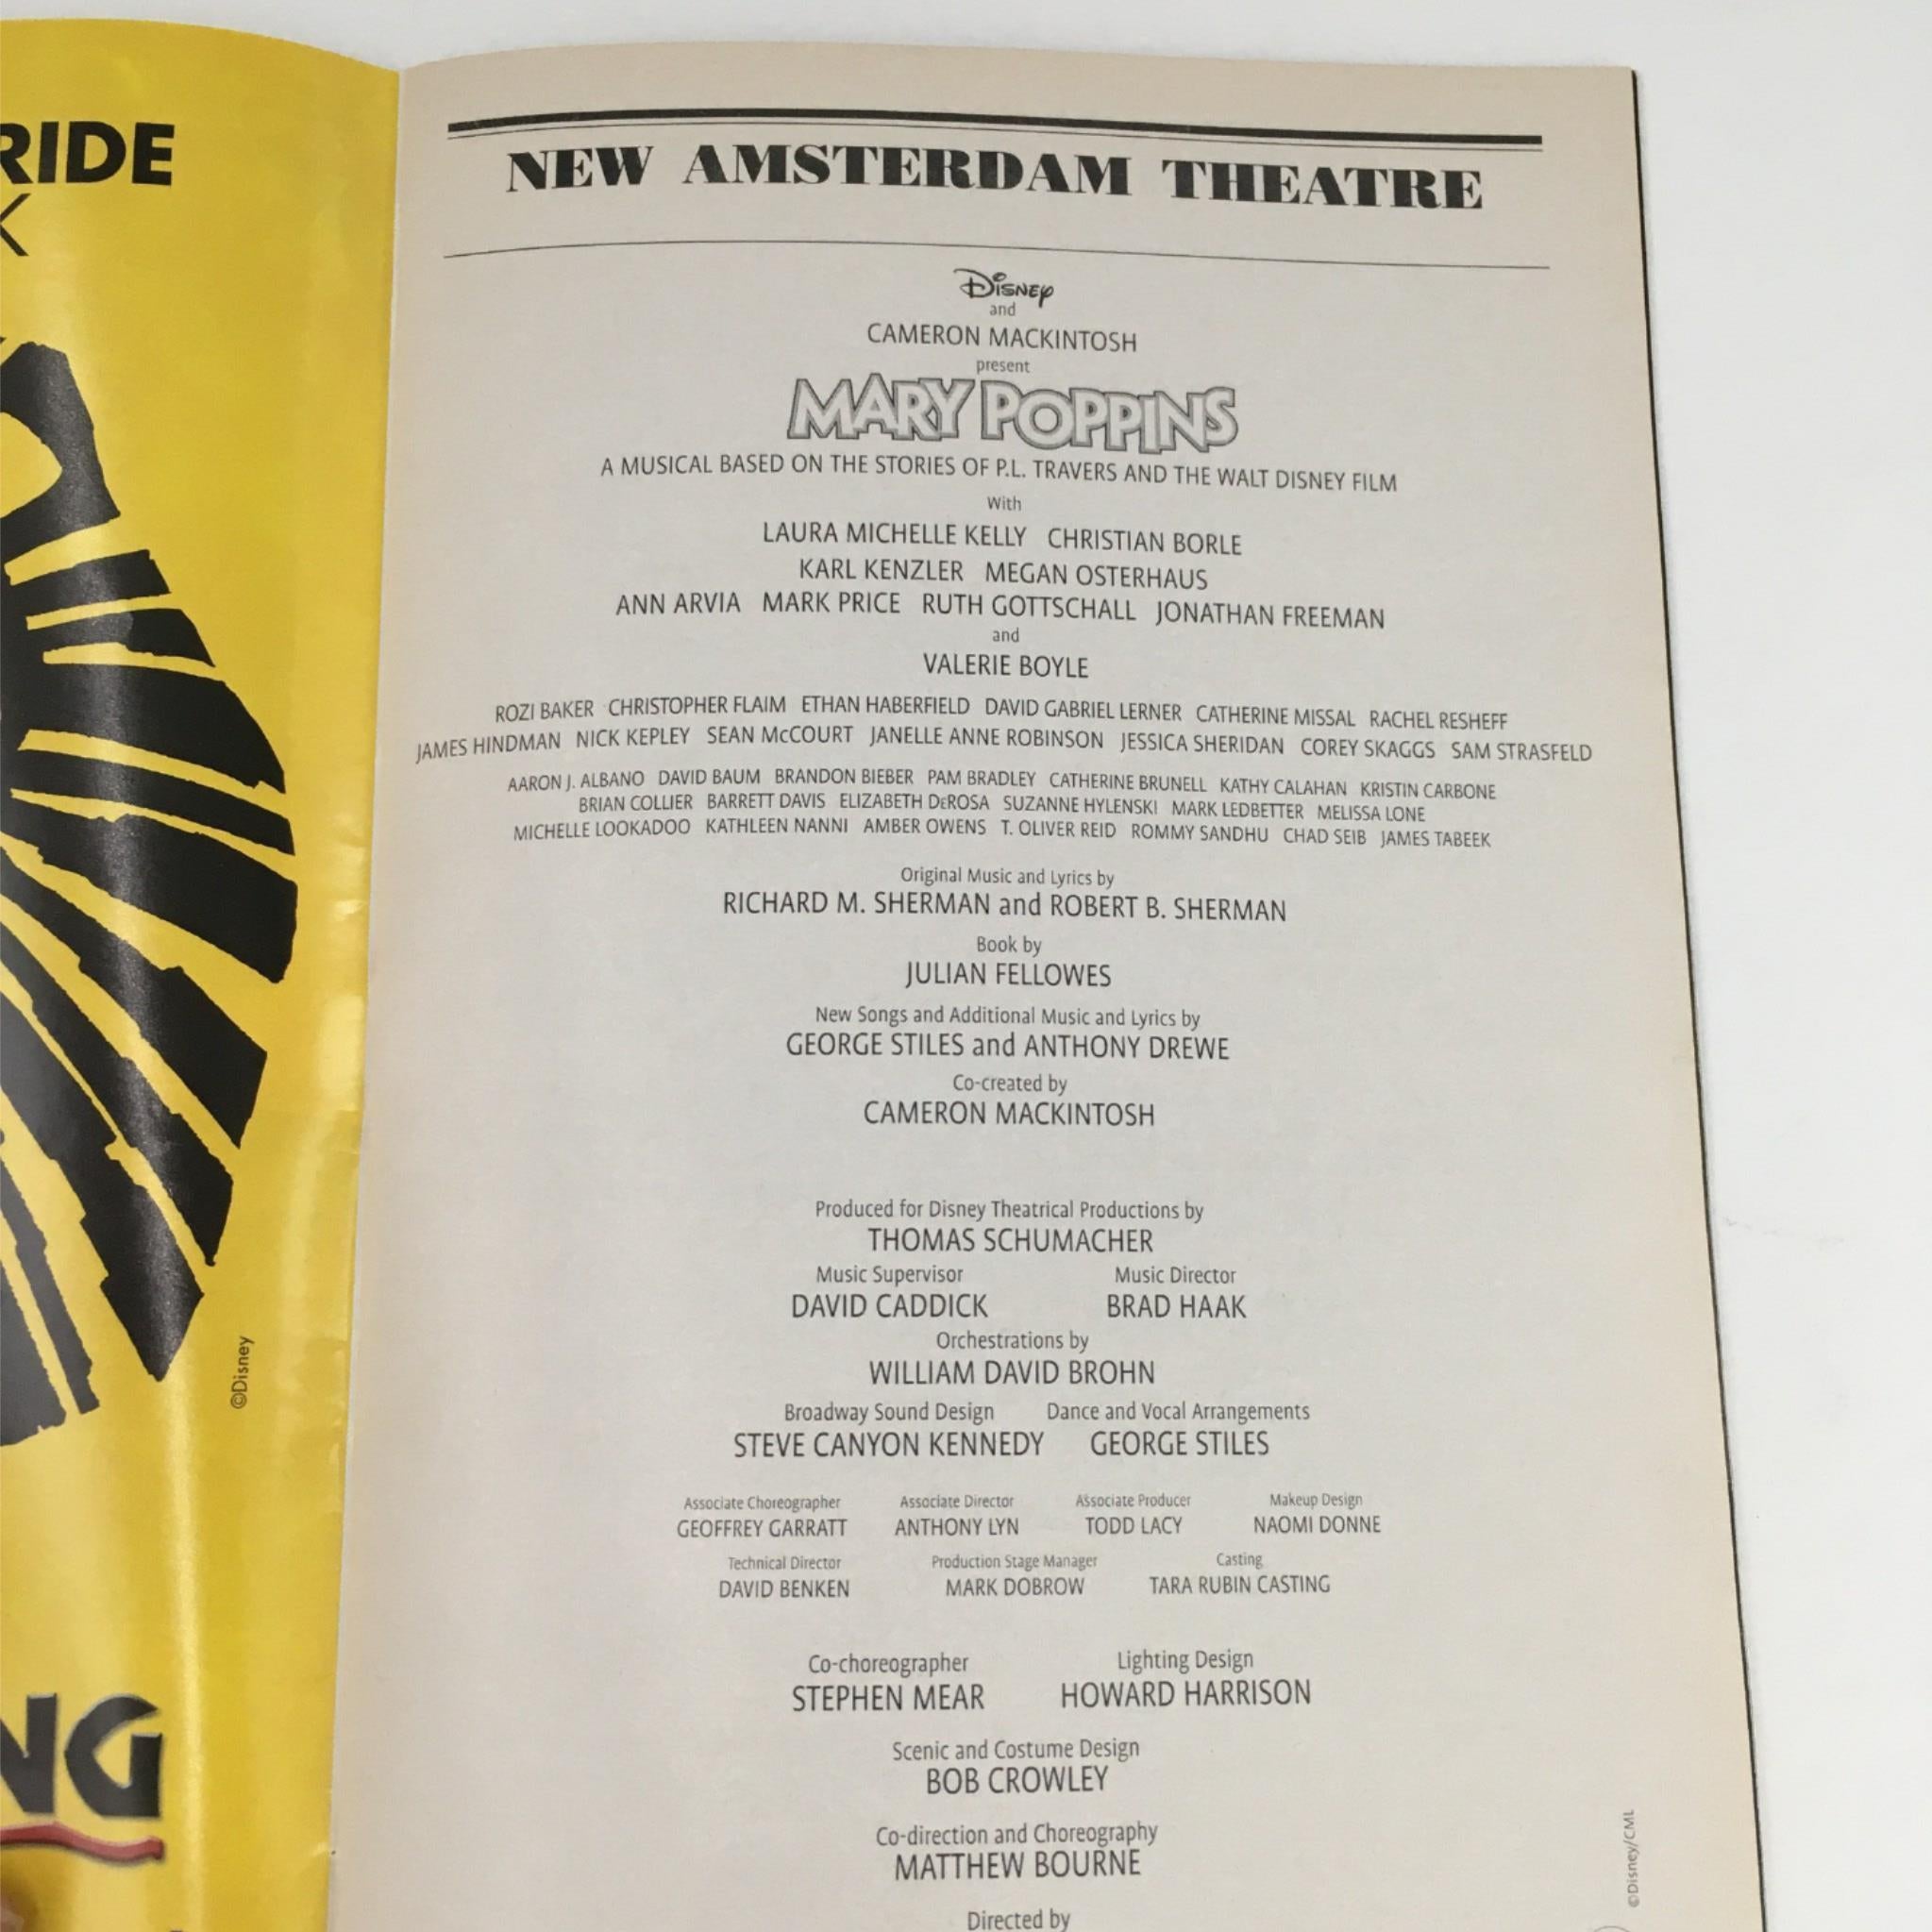 RIDE
K
©Disney
NG
NEW AMSTERDAM THEATRE
DISNEY
and
CAMERON MACKINTOSH
present
MARY POPPINS
A MUSICAL BASED ON THE STORIES OF P.L. TRAVERS AND THE WALT DISNEY FILM
With
LAURA MICHELLE KELLY CHRISTIAN BORLE
KARL KENZLER MEGAN OSTERHAUS
ANN ARVIA MARK PRICE RUTH GOTTSCHALL JONATHAN FREEMAN
and
VALERIE BOYLE
ROZI BAKER CHRISTOPHER FLAIM ETHAN HABERFIELD DAVID GABRIEL LERNER CATHERINE MISSAL RACHEL RESHEFF
JAMES HINDMAN NICK KEPLEY SEAN McCOURT JANELLE ANNE ROBINSON JESSICA SHERIDAN COREY SKAGGS SAM STRASFELD
AARON J. ALBANO DAVID BAUM BRANDON BIEBER PAM BRADLEY CATHERINE BRUNELL KATHY CALAHAN KRISTIN CARBONE
BRIAN COLLIER BARRETT DAVIS ELIZABETH DeROSA SUZANNE HYLENSKI MARK LEDBETTER MELISSA LONE
MICHELLE LOOKADOO KATHLEEN NANNI AMBER OWENS T. OLIVER REID ROMMY SANDHU CHAD SEIB JAMES TABEEK
Original Music and Lyrics by
RICHARD M. SHERMAN and ROBERT B. SHERMAN
Book by
JULIAN FELLOWES
New Songs and Additional Music and Lyrics by
GEORGE STILES and ANTHONY DREWE
Co-created by
CAMERON MACKINTOSH
Produced for Disney Theatrical Productions by
THOMAS SCHUMACHER
Music Supervisor Music Director
DAVID CADDICK BRAD HAAK
Orchestrations by
WILLIAM DAVID BROHN
Broadway Sound Design Dance and Vocal Arrangements
STEVE CANYON KENNEDY GEORGE STILES
Associate Choreographer Associate Director Associate Producer Makeup Design
GEOFFREY GARRATT ANTHONY LYN TODD LACY NAOMI DONNE
Technical Director Production Stage Manager Casting
DAVID BENKEN MARK DOBROW TARA RUBIN CASTING
Co-choreographer Lighting Design
STEPHEN MEAR HOWARD HARRISON
Scenic and Costume Design
BOB CROWLEY
Co-direction and Choreography
MATTHEW BOURNE
Directed by
©Disney/CML